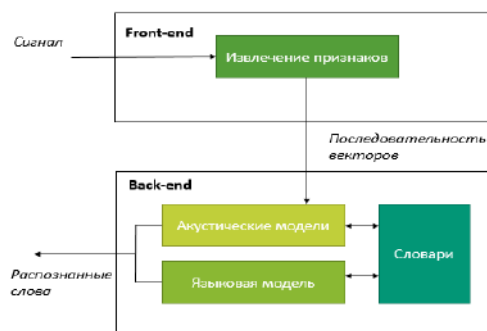 Front-end
Сигнал
Извлечение признаков
Последовательность
векторов
Back-end
Акустические модели
Словари
Языковая модель
Распознанные
слова